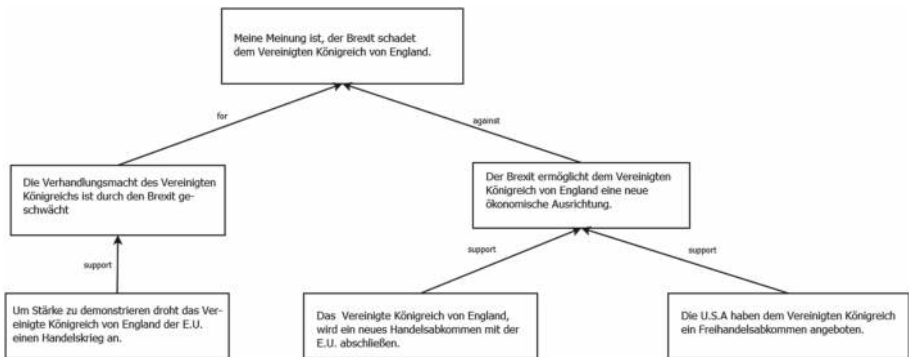 Meine Meinung ist, der Brexit schadet
dem Vereinigten Königreich von England.
for
against
Die Verhandlungsmacht des Vereinigten
Königreichs ist durch den Brexit ge-
schwächt
Der Brexit ermöglicht dem Vereinigten
Königreich von England eine neue
ökonomische Ausrichtung.
support
support
support
Um Stärke zu demonstrieren droht das Ver-
einigte Königreich von England der E.U.
einen Handelskrieg an.
Das Vereinigte Königreich von England,
wird ein neues Handelsabkommen mit der
E.U. abschließen.
Die U.S.A haben dem Vereinigten Königreich
ein Freihandelsabkommen angeboten.